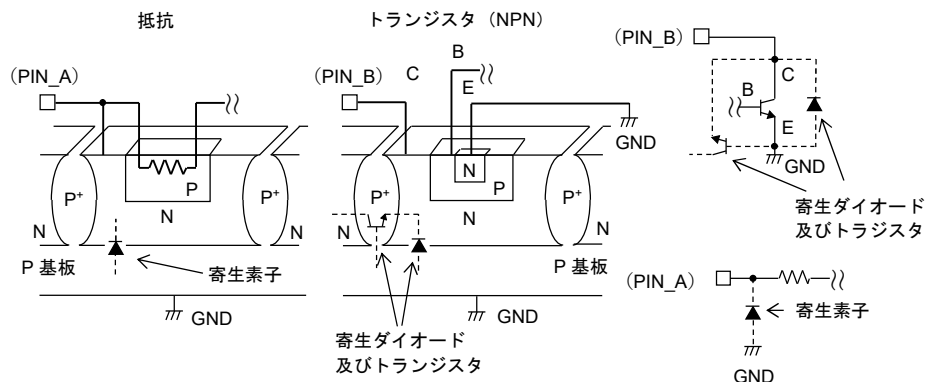 抵抗
(PIN_A)
P
N
P+
P+
N
N
P 基板
寄生素子
GND
トランジスタ (NPN)
(PIN_B)
C
B
E
GND
N
P
N
P+
P+
N
N
P 基板
GND
寄生ダイオード
及びトランジスタ
(PIN_B)
C
B
E
GND
寄生ダイオード
及びトラジスタ
(PIN_A)
寄生素子
GND